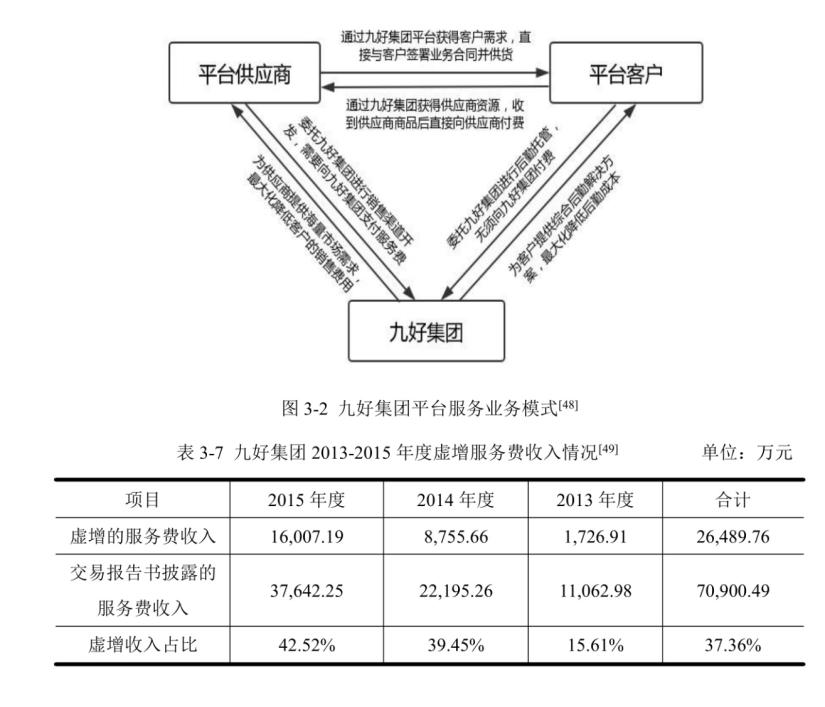 通过九好集团平台获得客户需求，直
接与客户签署业务合同并供货
平台供应商
平台客户
通过九好集团获得供应商资源，收
到供应商商品后直接向供应商付费
委托九好集团进行销售渠道开
发，需要向九好集团支付服务费
为供应商提供海量市场需求，
最大化降低客户的销售费用
委托九好集团进行后勤托管，
无须向九好集团付费
为客户提供综合后勤解决方
案，最大化降低后勤成本
九好集团
图 3-2 九好集团平台服务业务模式[48]
表 3-7 九好集团 2013-2015 年度虚增服务费收入情况[49] 单位：万元
项目 2015 年度 2014 年度 2013 年度 合计
虚增的服务费收入 16,007.19 8,755.66 1,726.91 26,489.76
交易报告书披露的
服务费收入 37,642.25 22,195.26 11,062.98 70,900.49
虚增收入占比 42.52% 39.45% 15.61% 37.36%